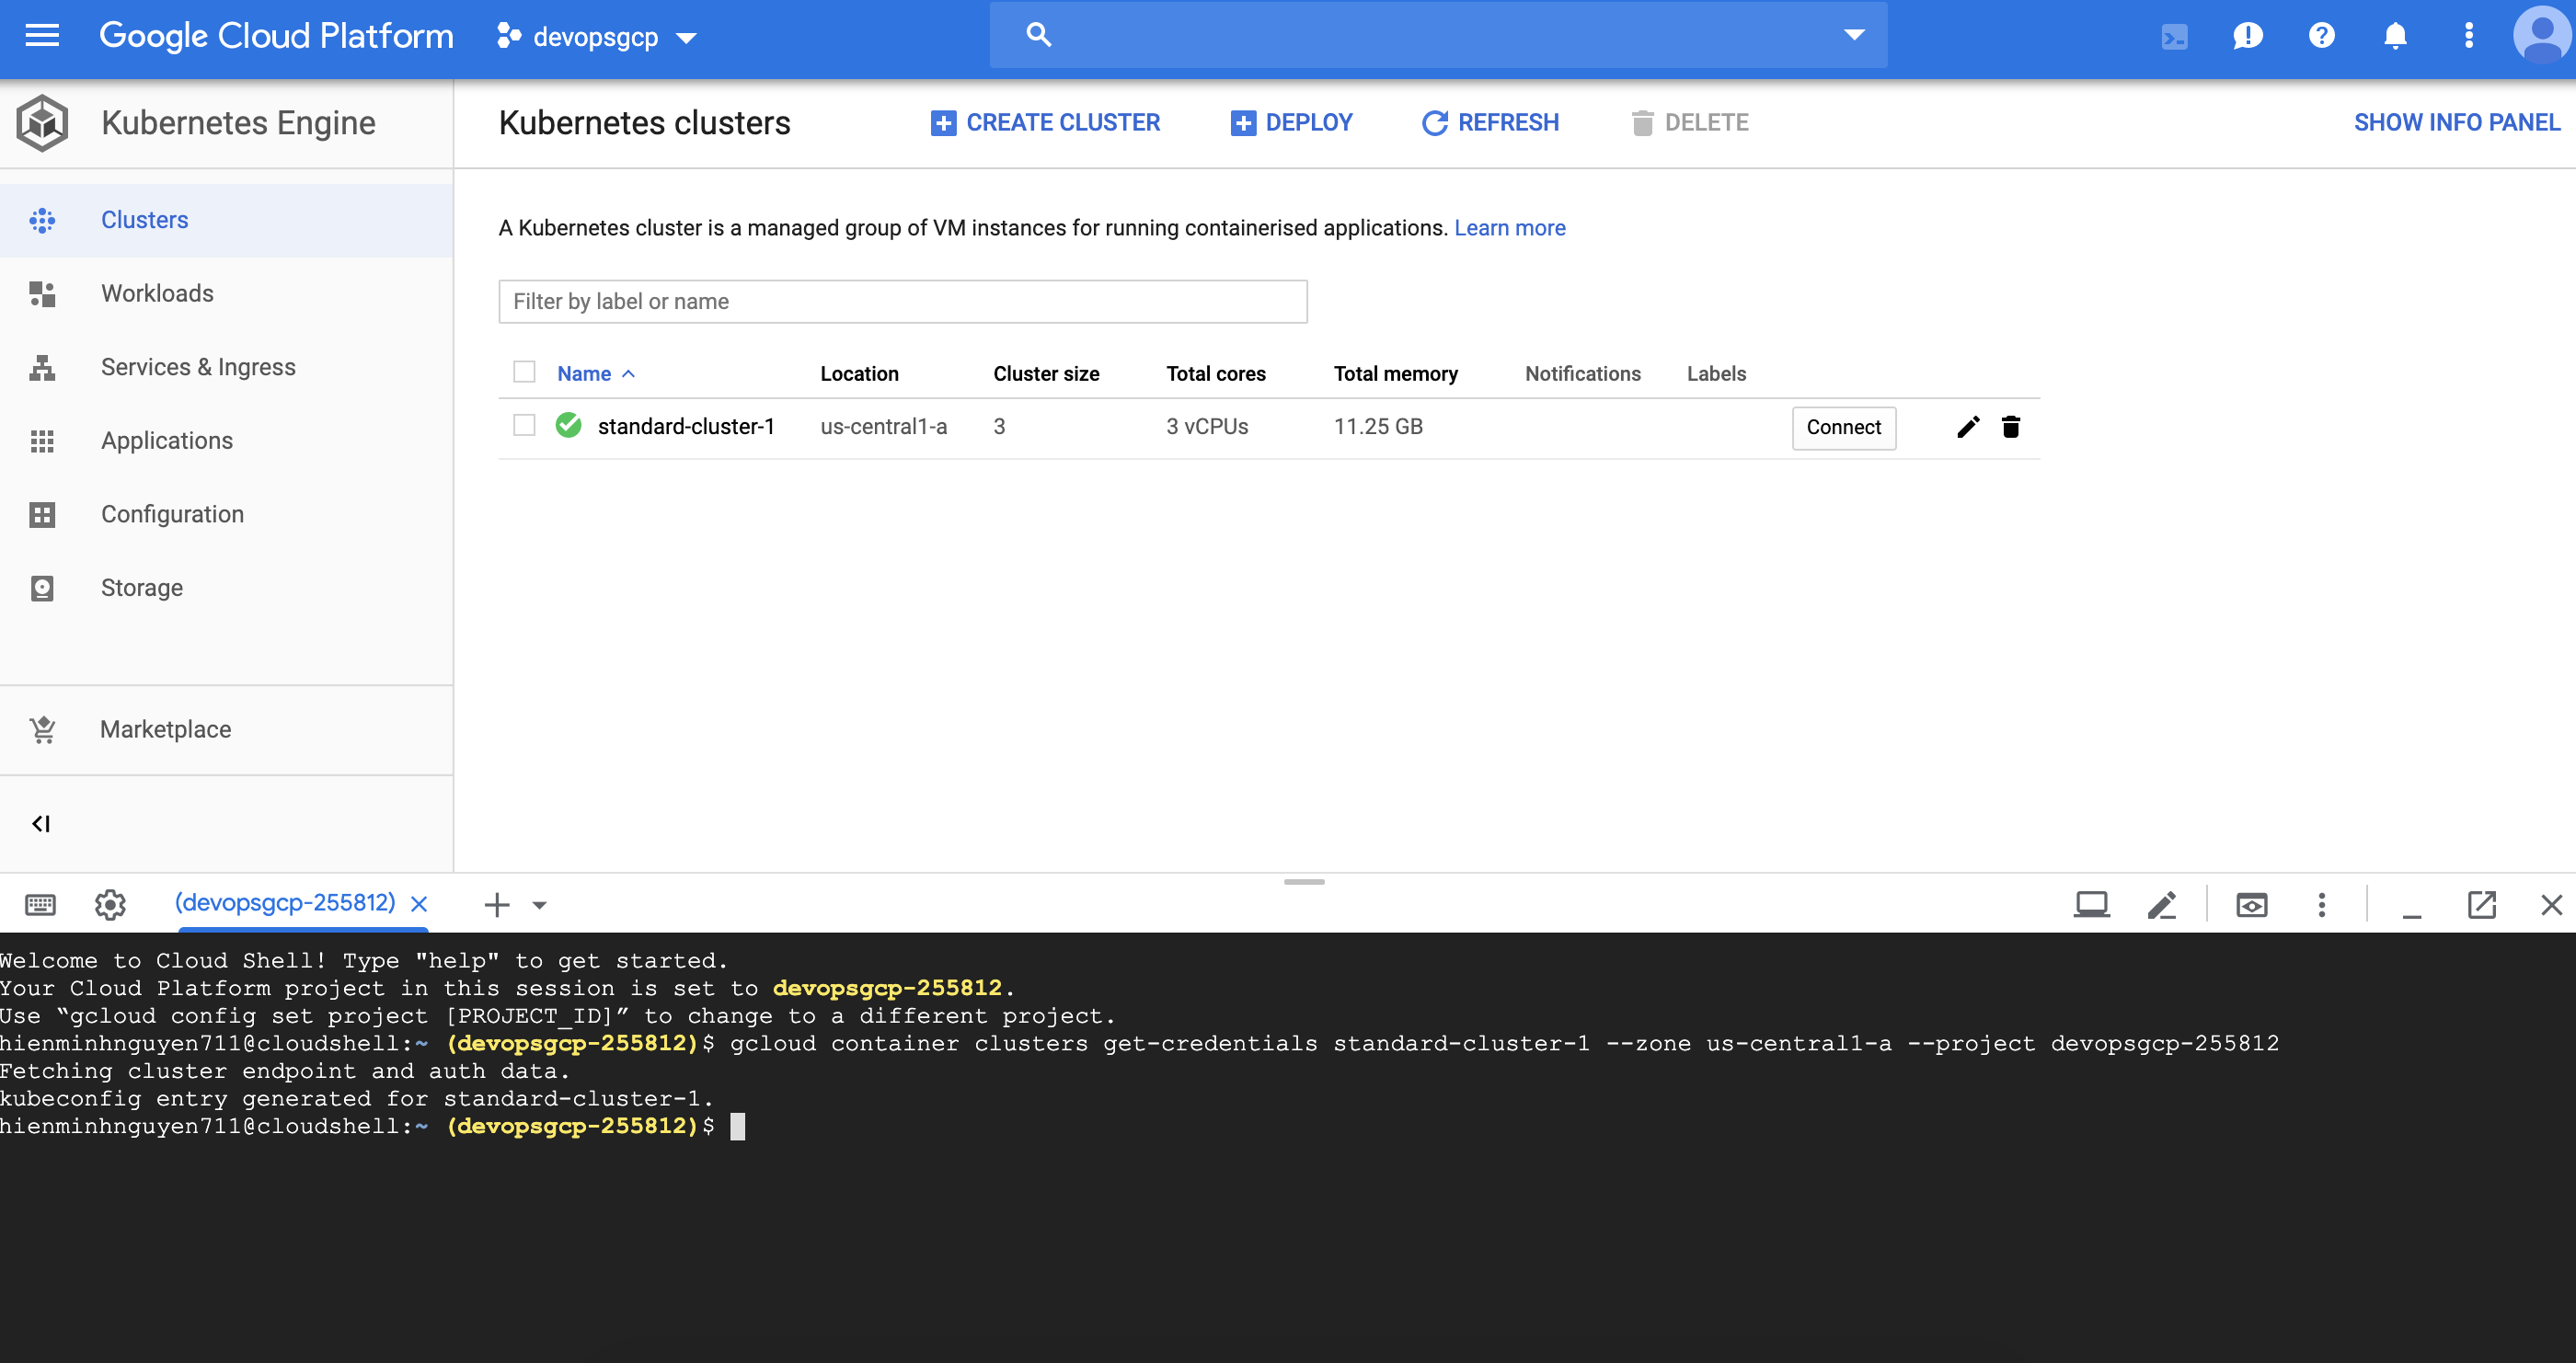 Google Cloud Platform devopsgcp
Kubernetes Engine
Kubernetes clusters CREATE CLUSTER DEPLOY REFRESH DELETE SHOW INFO PANEL
Clusters
Workloads
Services & Ingress
Applications
Configuration
Storage
Marketplace
A Kubernetes cluster is a managed group of VM instances for running containerised applications. Learn more
Filter by label or name
Name Location Cluster size Total cores Total memory Notifications Labels
standard-cluster-1 us-central1-a 3 3 vCPUs 11.25 GB Connect
(devopsgcp-255812)
Welcome to Cloud Shell! Type "help" to get started.
Your Cloud Platform project in this session is set to devopsgcp-255812.
Use “gcloud config set project [PROJECT_ID]” to change to a different project.
hienminhnguyen711@cloudshell:~ (devopsgcp-255812)$ gcloud container clusters get-credentials standard-cluster-1 --zone us-central1-a --project devopsgcp-255812
Fetching cluster endpoint and auth data.
kubeconfig entry generated for standard-cluster-1.
hienminhnguyen711@cloudshell:~ (devopsgcp-255812)$